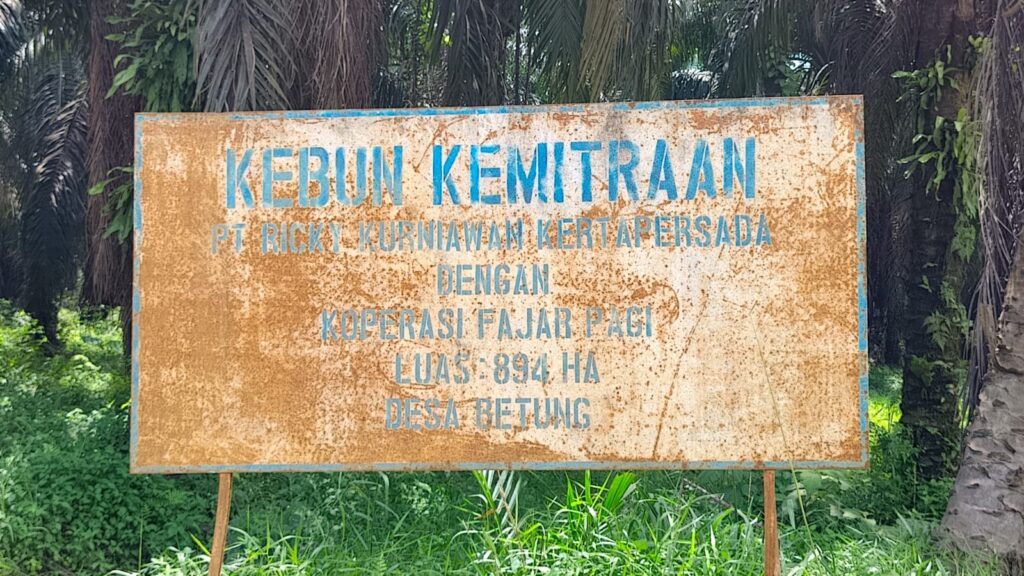 KEBUN KEMITRAAN
PT RICKY KURNIAWAN KERTAPERSADA
DENGAN
KOPERASI FAJAR PAGI
LUAS : 894 HA
DESA BETUNG